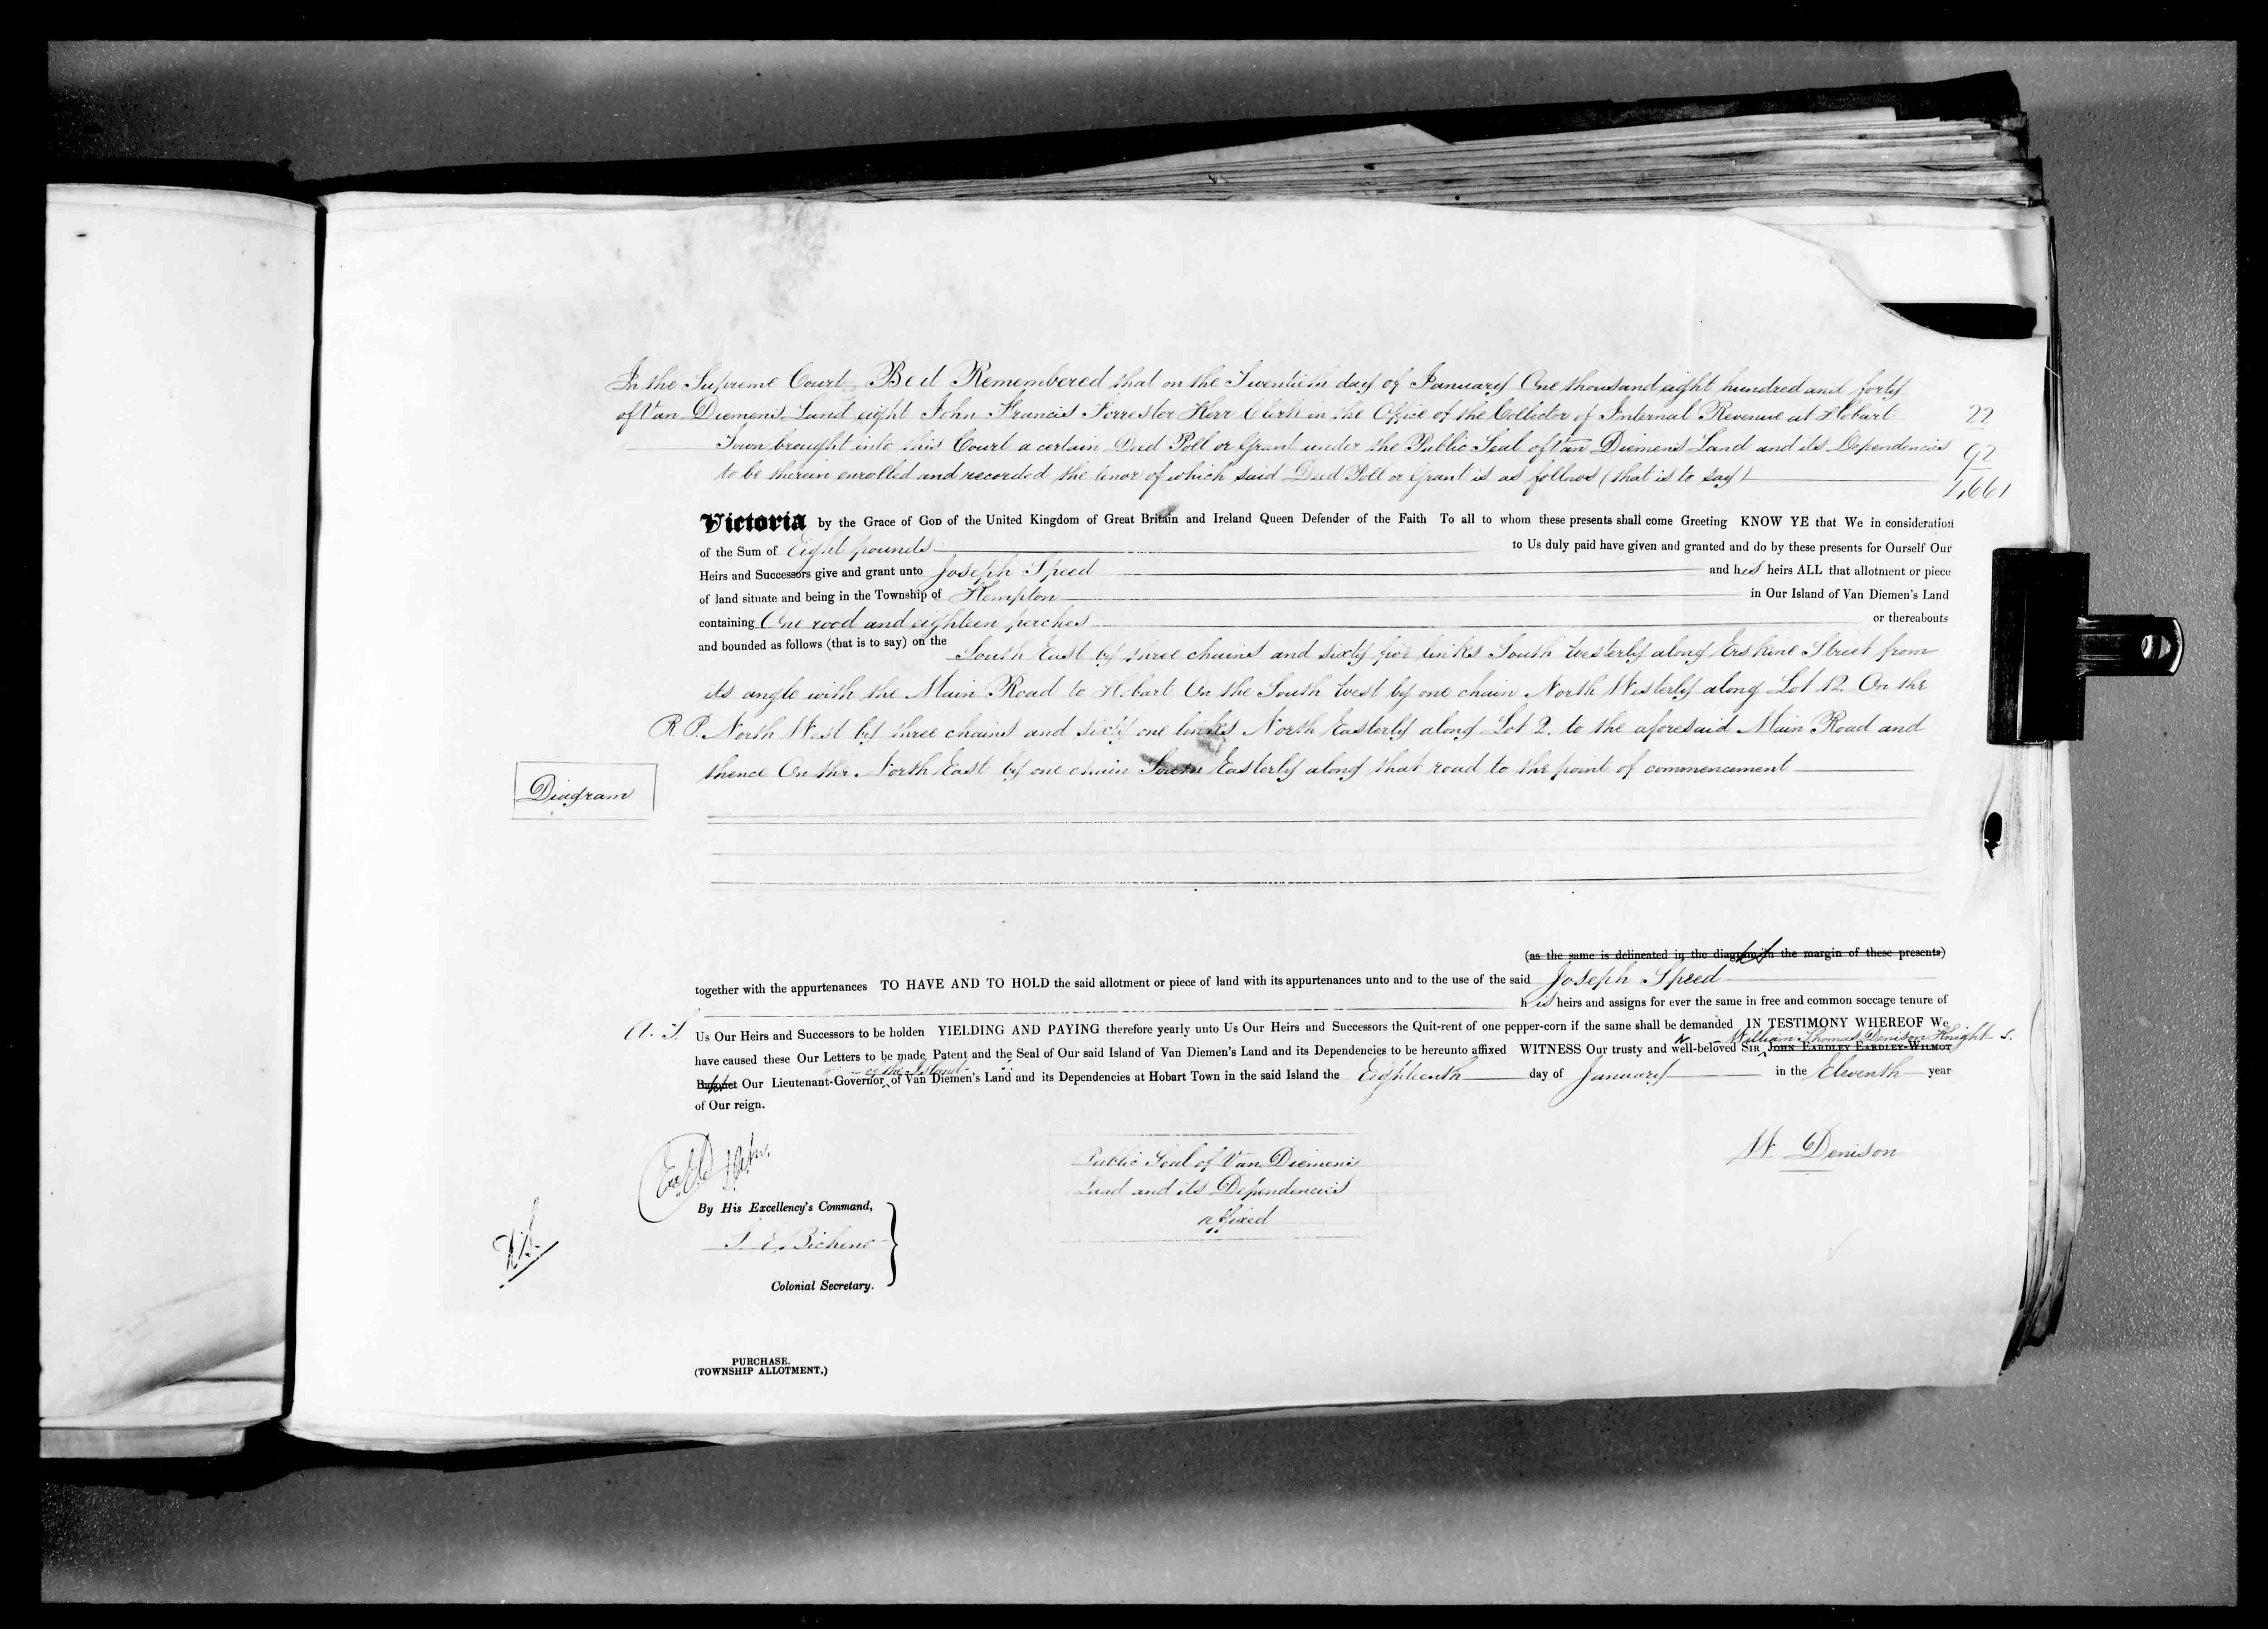 In the Supreme Court Be it Remembered that on the Twentieth day of January One thousand eight hundred and forty
of Van Diemen's Land eight John Francis Forrester Kerr Clerk in the Office of the Collector of Internal Revenue at Hobart
22
Town brought into this Court a certain Deed Poll or Grant under the Public Seal of Van Diemen's Land and its Dependencies
92
to be therein enrolled and recorded the tenor of which said Deed Poll or Grant is as follows (that is to say)
1,661
Victoria by the Grace of God of the United Kingdom of Great Britain and Ireland Queen Defender of the Faith To all to whom these presents shall come Greeting KNOW YE that We in consideration
of the Sum of Eight pounds to Us duly paid have given and granted and do by these presents for Ourself Our
Heirs and Successors give and grant unto Joseph Speed and his heirs ALL that allotment or piece
of land situate and being in the Township of Kempton in Our Island of Van Diemen's Land
containing One rood and eighteen perches or thereabouts
and bounded as follows (that is to say) on the South East by three chains and sixty five links South Westerly along Erskine Street from
its angle with the Main Road to Hobart On the South West by one chain North Westerly along Lot 12. On the
R.P. North West by three chains and sixty one links North Easterly along Lot 2. to the aforesaid Main Road and
thence On the North East by one chain South Easterly along that road to the point of commencement
Diagram
(as the same is delineated in the diagram in the margin of these presents)
together with the appurtenances TO HAVE AND TO HOLD the said allotment or piece of land with its appurtenances unto and to the use of the said Joseph Speed
his heirs and assigns for ever the same in free and common soccage tenure of
A. S. Us Our Heirs and Successors to be holden YIELDING AND PAYING therefore yearly unto Us Our Heirs and Successors the Quit-rent of one pepper-corn if the same shall be demanded IN TESTIMONY WHEREOF We
William Thomas Denison Knight
have caused these Our Letters to be made Patent and the Seal of Our said Island of Van Diemen's Land and its Dependencies to be hereunto affixed WITNESS Our trusty and well-beloved Sir John Eardley Eardley-Wilmot
of the Island
Baronet Our Lieutenant-Governor of Van Diemen's Land and its Dependencies at Hobart Town in the said Island the Eighteenth day of January in the Eleventh year
of Our reign.
W. Denison
Public Seal of Van Diemens
Land and its Dependencies
affixed
By His Excellency's Command,
J. E. Bicheno
Colonial Secretary.
PURCHASE.
(TOWNSHIP ALLOTMENT.)